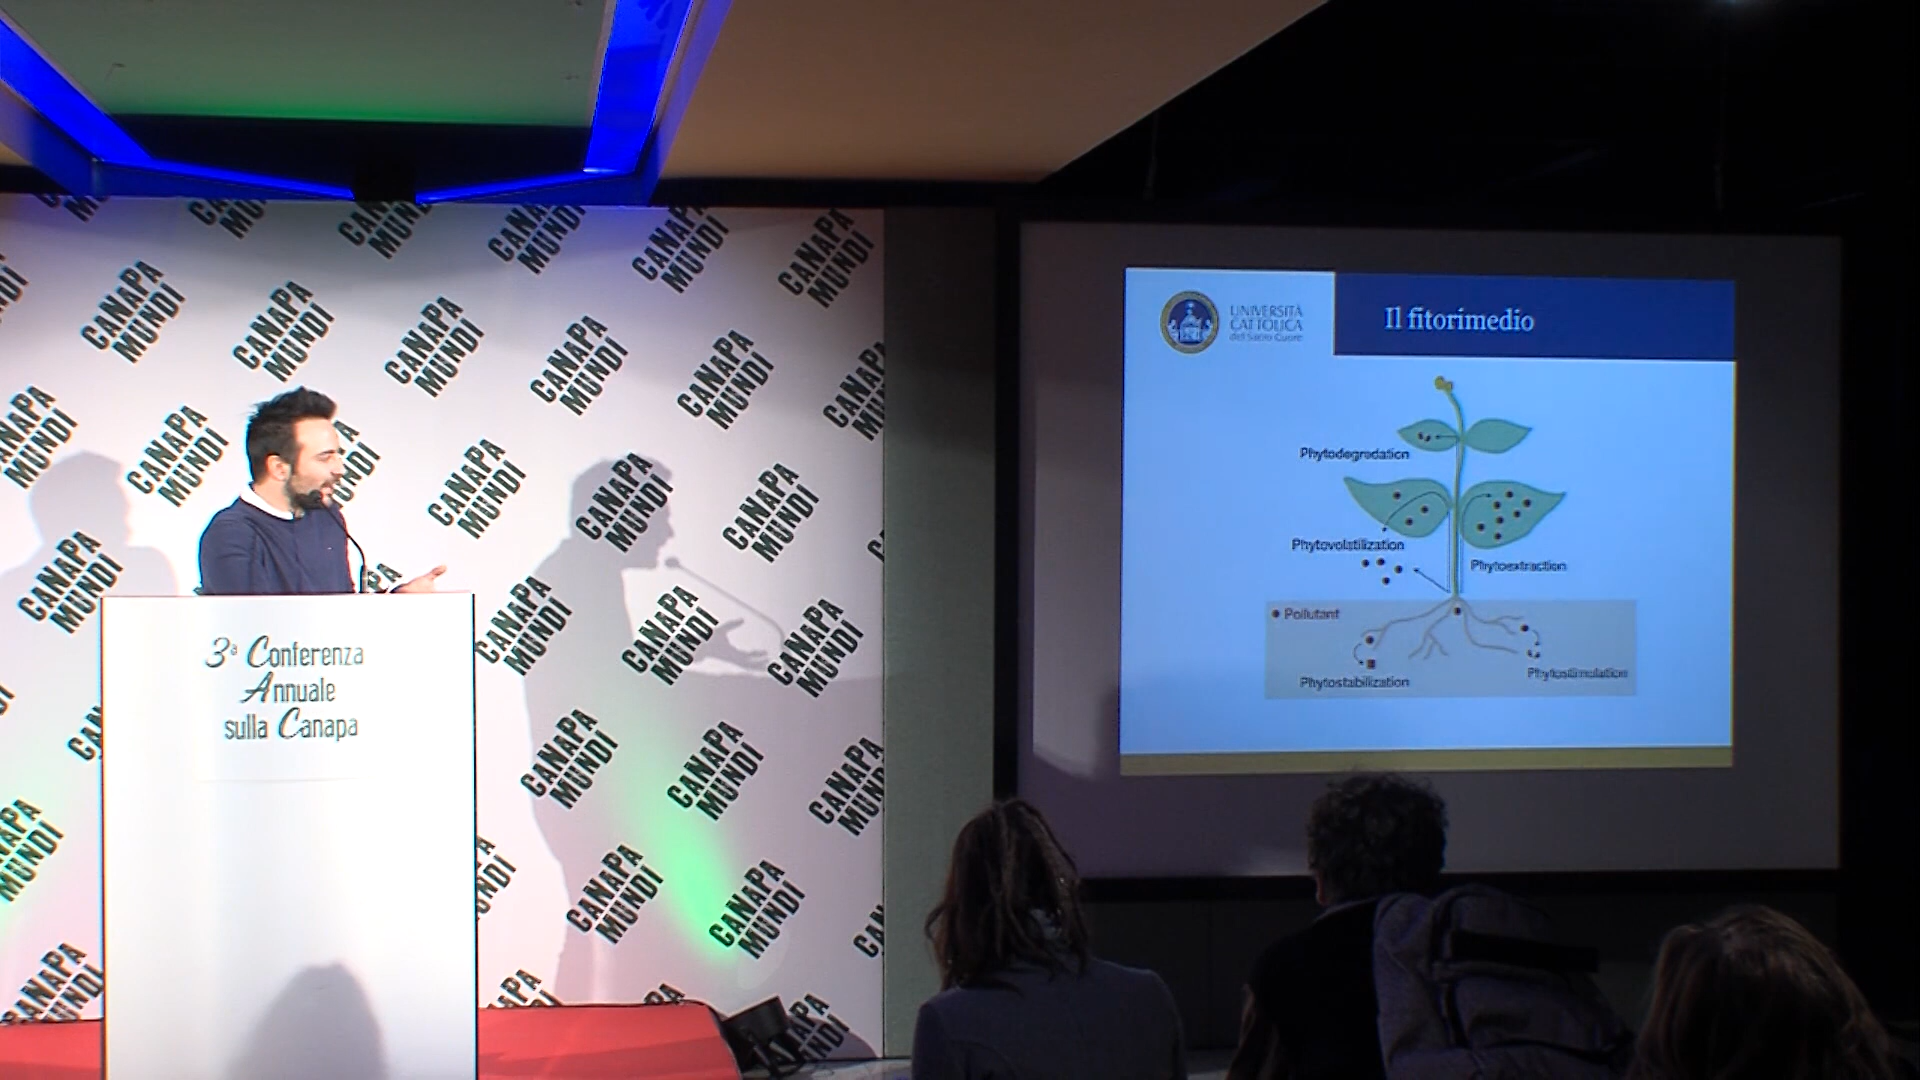 CANAPA
MUNDI
3ª Conferenza
Annuale
sulla Canapa
UNIVERSITÀ
CATTOLICA
del Sacro Cuore
Il fitorimedio
Phytodegradation
Phytovolatilization
Phytoextraction
Pollutant
Phytostabilization
Phytostimulation